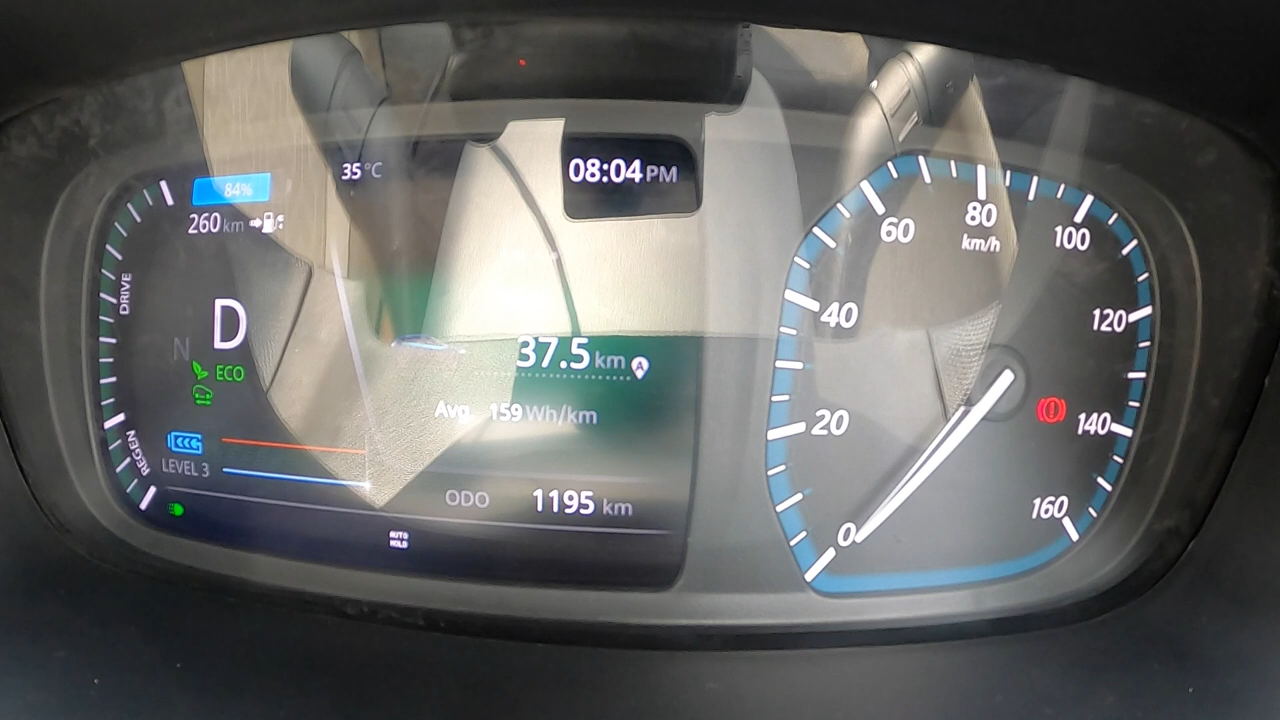 35°C
08:04 PM
84%
260 km
DRIVE
D
N
ECO
37.5 km A
Avg. 159 Wh/km
REGEN
LEVEL 3
ODO 1195 km
AUTO
HOLD
0
20
40
60
80
km/h
100
120
140
160